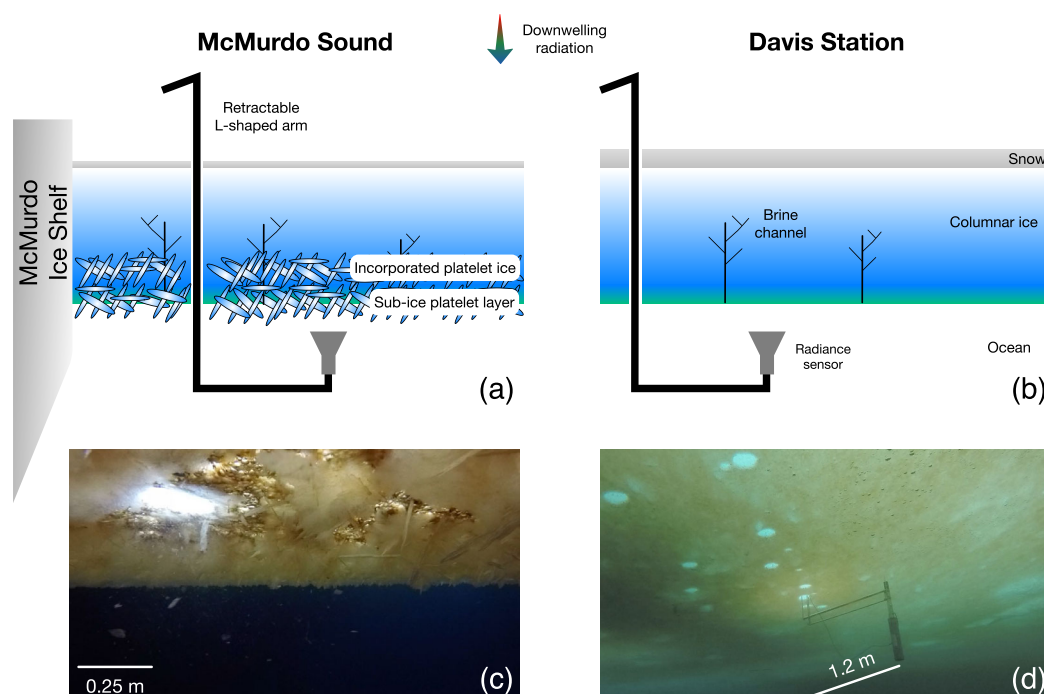 McMurdo Sound
Downwelling
radiation
Davis Station
Retractable
L-shaped arm
McMurdo
Ice Shelf
Snow
Brine
channel
Columnar ice
Incorporated platelet ice
Sub-ice platelet layer
Radiance
sensor
Ocean
(a)
(b)
0.25 m
(c)
1.2 m
(d)